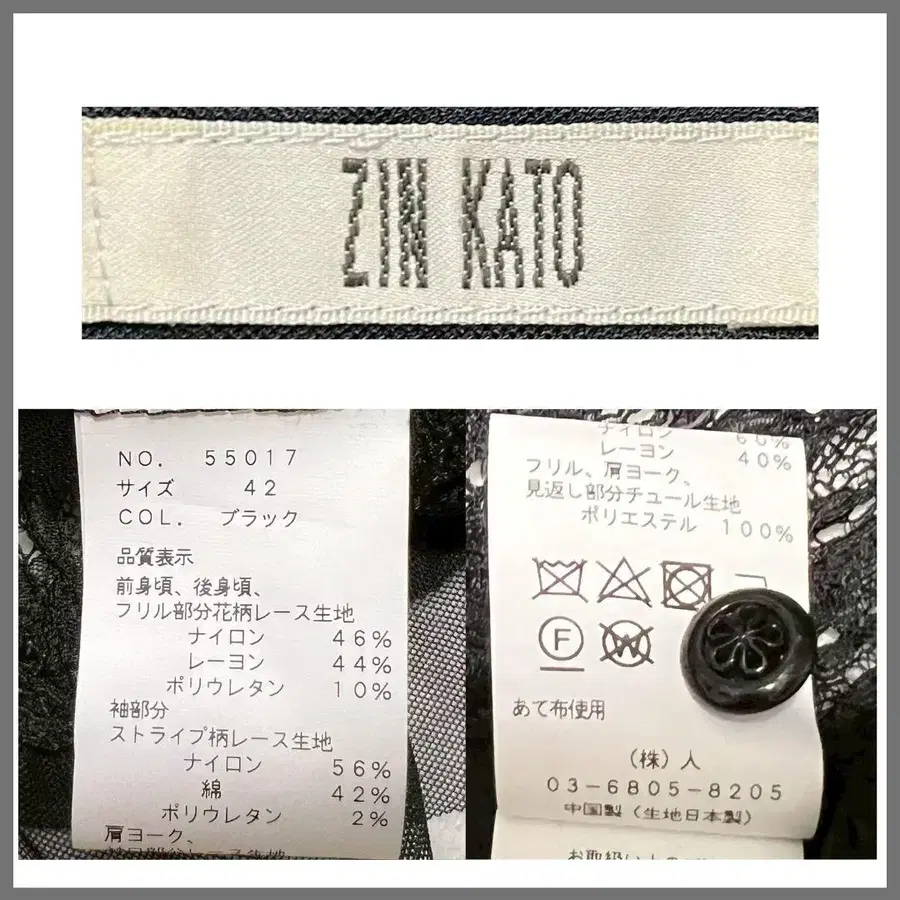 ZIN KATO
NO. 55017
サイズ 42
COL. ブラック
品質表示
前身頃、後身頃、
フリル部分花柄レース生地
ナイロン 46%
レーヨン 44%
ポリウレタン 10%
袖部分
ストライプ柄レース生地
ナイロン 56%
綿 42%
ポリウレタン 2%
肩ヨーク、
ナイロン 60%
レーヨン 40%
フリル、肩ヨーク、
見返し部分チュール生地
ポリエステル 100%
F
W
あて布使用
(株)人
03-6805-8205
中国製(生地日本製)